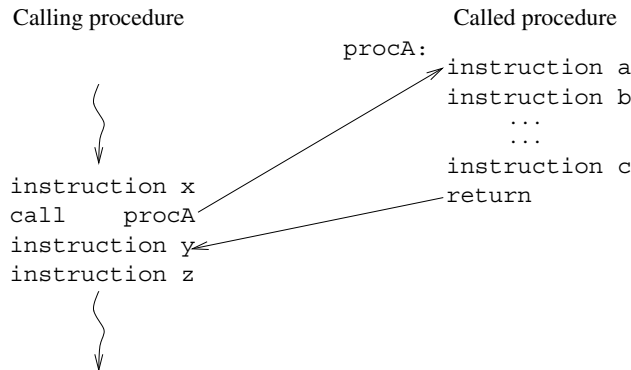 Calling procedure
instruction x
call procA
instruction y
instruction z
Called procedure
procA:
instruction a
instruction b
...
...
instruction c
return